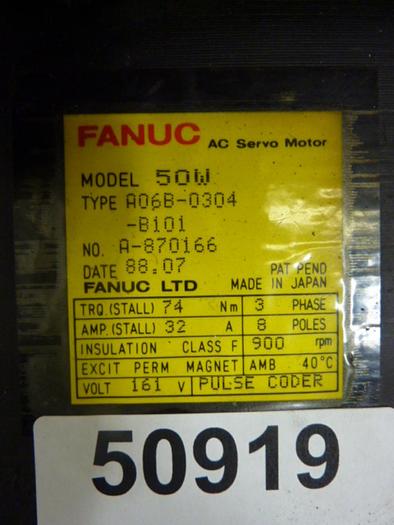 FANUC AC Servo Motor
MODEL 50W
TYPE A06B-0304
-B101
NO. A-870166
DATE 88.07 PAT PEND
FANUC LTD MADE IN JAPAN
TRQ.(STALL) 74 Nm 3 PHASE
AMP.(STALL) 32 A 8 POLES
INSULATION CLASS F 900 rpm
EXCIT PERM MAGNET AMB 40°C
VOLT 161 V PULSE CODER
50919